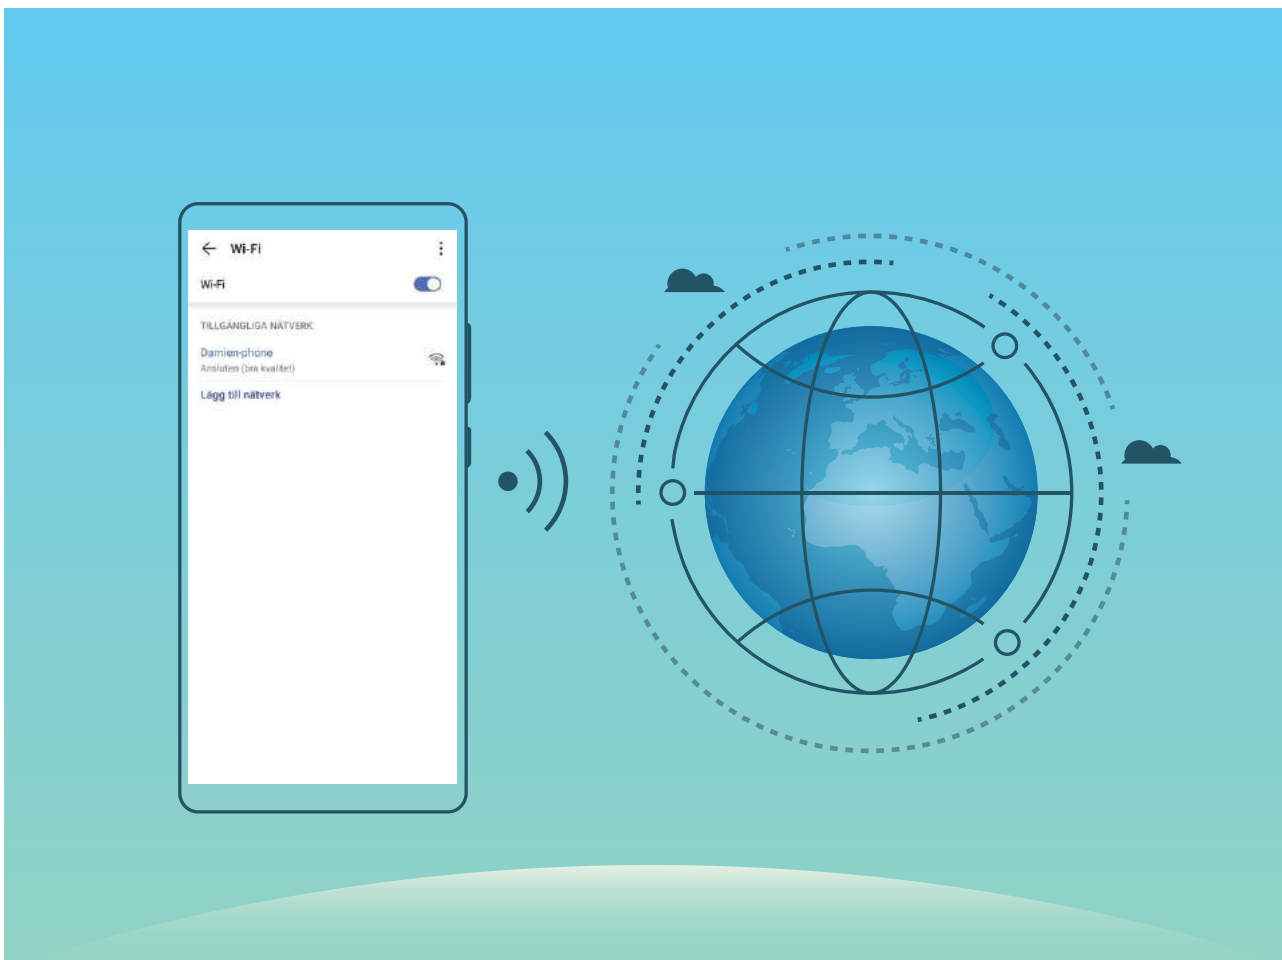 Wi-Fi
Wi-Fi
TILLGÄNGLIGA NÄTVERK
Damien-phone
Ansluten (bra kvalitet)
Lägg till nätverk